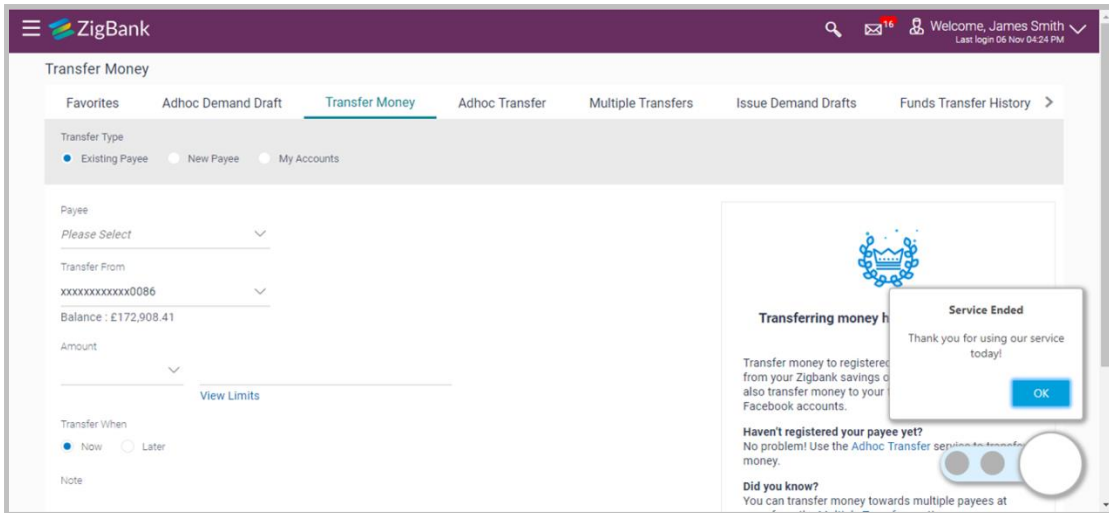 ZigBank
16
Welcome, James Smith
Last login 06 Nov 04:24 PM
Transfer Money
Favorites
Adhoc Demand Draft
Transfer Money
Adhoc Transfer
Multiple Transfers
Issue Demand Drafts
Funds Transfer History
Transfer Type
Existing Payee
New Payee
My Accounts
Payee
Please Select
Transfer From
xxxxxxxxxxxx0086
Balance : £172,908.41
Amount
View Limits
Transfer When
Now
Later
Note
Transferring money h
Transfer money to registered
from your Zigbank savings o
also transfer money to your
Facebook accounts.
Haven't registered your payee yet?
No problem! Use the Adhoc Transfer service to transfer
money.
Did you know?
You can transfer money towards multiple payees at
Service Ended
Thank you for using our service
today!
OK